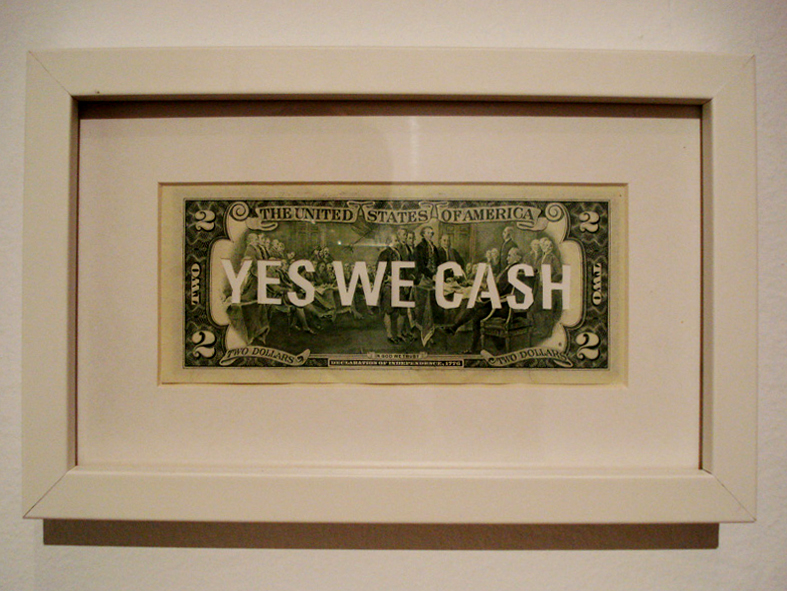 2 THE UNITED STATES OF AMERICA 2
TWO YES WE CASH TWO
2 TWO DOLLARS IN GOD WE TRUST TWO DOLLARS 2
DECLARATION OF INDEPENDENCE, 1776